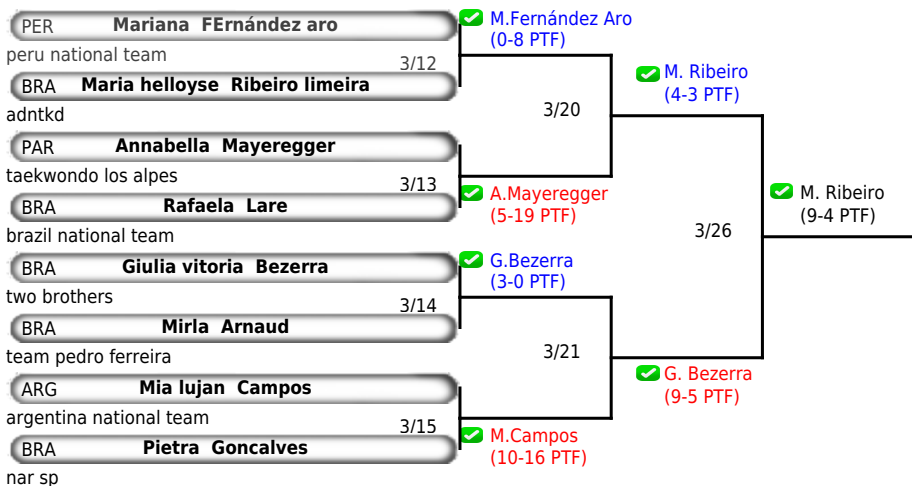 PER Mariana  FErnández aro
peru national team
3/12
BRA Maria helloyse  Ribeiro limeira
adntkd
PAR Annabella  Mayeregger
taekwondo los alpes
3/13
BRA Rafaela  Lare
brazil national team
BRA Giulia vitoria  Bezerra
two brothers
3/14
BRA Mirla  Arnaud
team pedro ferreira
ARG Mia lujan  Campos
argentina national team
3/15
BRA Pietra  Goncalves
nar sp
M.Fernández Aro
(0-8 PTF)
3/20
A.Mayeregger
(5-19 PTF)
G.Bezerra
(3-0 PTF)
3/21
M.Campos
(10-16 PTF)
M. Ribeiro
(4-3 PTF)
3/26
G. Bezerra
(9-5 PTF)
M. Ribeiro
(9-4 PTF)